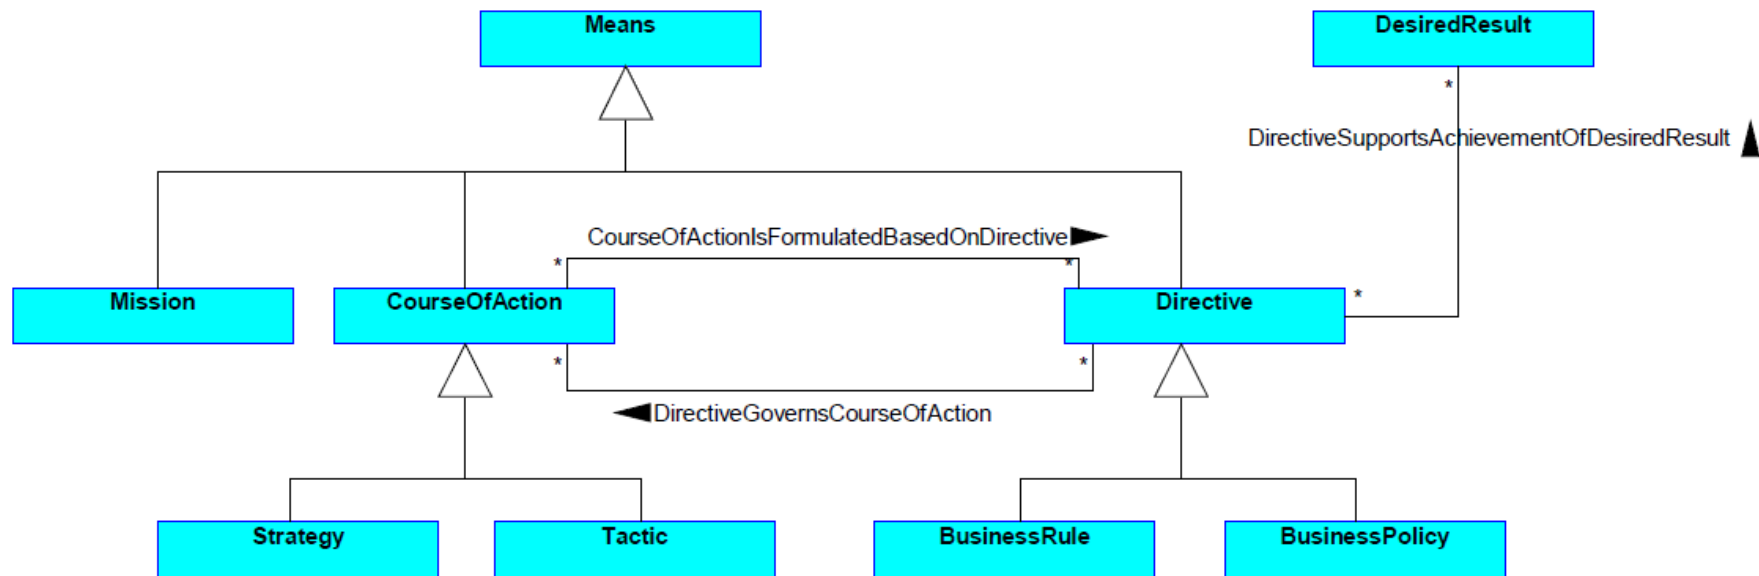 Means
DesiredResult
*
DirectiveSupportsAchievementOfDesiredResult
CourseOfActionIsFormulatedBasedOnDirective
*
*
Mission
CourseOfAction
Directive
*
*
*
DirectiveGovernsCourseOfAction
Strategy
Tactic
BusinessRule
BusinessPolicy